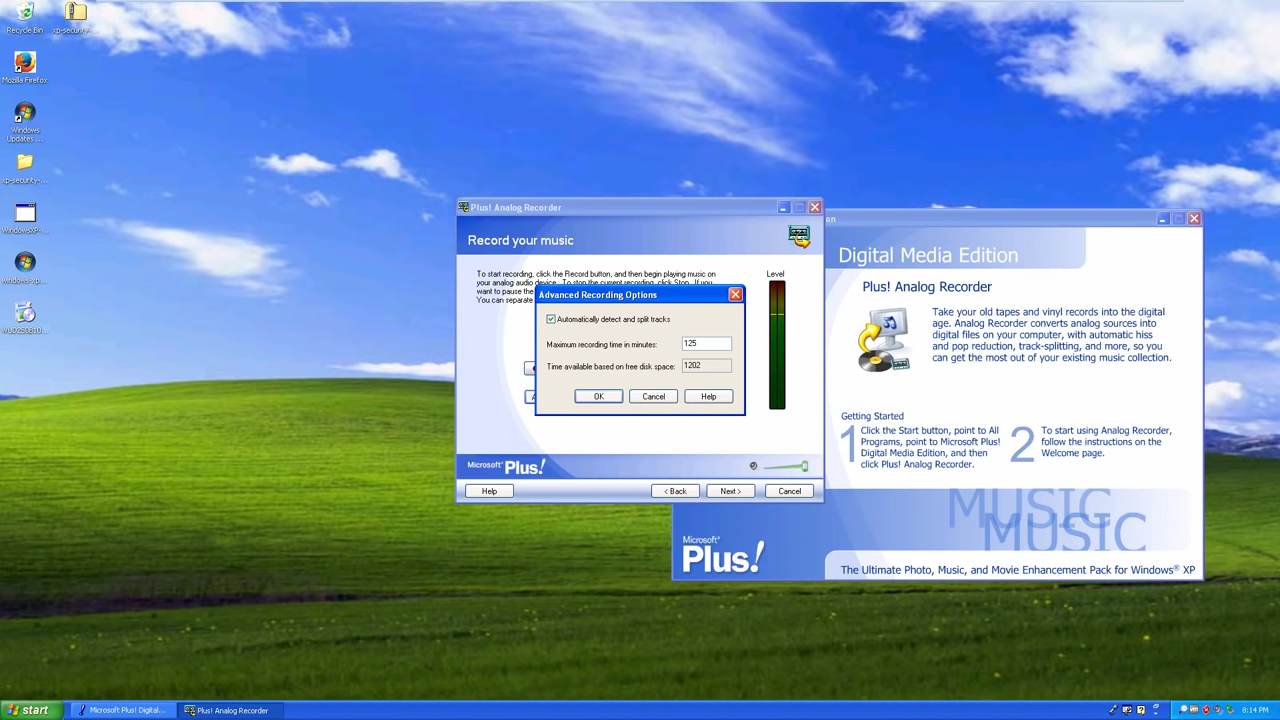 Recycle Bin
xp-security-...
Mozilla Firefox
Windows
Updates ...
xp-security-...
WindowsXP-...
windows-xp...
Plus! Analog Recorder
Record your music
To start recording, click the Record button, and then begin playing music on
your analog audio device. To stop the current recording, click Stop. If you
want to pause the
You can separate
Level
Advanced Recording Options
Automatically detect and split tracks
Maximum recording time in minutes:
125
Time available based on free disk space:
1202
OK
Cancel
Help
Microsoft® Plus!
Help
< Back
Next >
Cancel
on
Digital Media Edition
Plus! Analog Recorder
Take your old tapes and vinyl records into the digital
age. Analog Recorder converts analog sources into
digital files on your computer, with automatic hiss
and pop reduction, track-splitting, and more, so you
can get the most out of your existing music collection.
Getting Started
1
Click the Start button, point to All
Programs, point to Microsoft Plus!
Digital Media Edition, and then
click Plus! Analog Recorder.
2
To start using Analog Recorder,
follow the instructions on the
Welcome page.
MUSIC
MUSIC
Microsoft®
Plus!
The Ultimate Photo, Music, and Movie Enhancement Pack for Windows® XP
start
Microsoft Plus! Digital...
Plus! Analog Recorder
8:14 PM